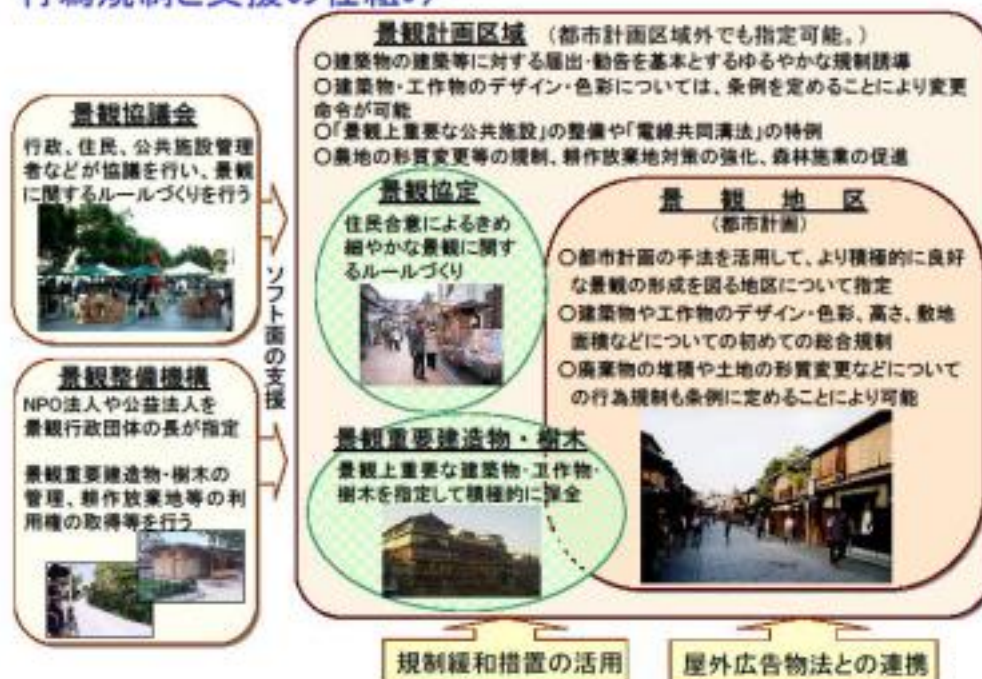 行為規制と支援の仕組み
景観計画区域 (都市計画区域外でも指定可能。)
○建築物の建築等に対する届出・勧告を基本とするゆるやかな規制誘導
○建築物・工作物のデザイン・色彩については、条例を定めることにより変更
命令が可能
○「景観上重要な公共施設」の整備や「電線共同溝法」の特例
○農地の形質変更等の規制、耕作放棄地対策の強化、森林施業の促進
景観協議会
行政、住民、公共施設管理
者などが協議を行い、景観
に関するルールづくりを行う
景観整備機構
NPO法人や公益法人を
景観行政団体の長が指定
景観重要建造物・樹木の
管理、耕作放棄地等の利
用権の取得等を行う
ソフト面の支援
景観協定
住民合意によるきめ
細やかな景観に関す
るルールづくり
景観地区
(都市計画)
○都市計画の手法を活用して、より積極的に良好
な景観の形成を図る地区について指定
○建築物や工作物のデザイン・色彩、高さ、敷地
面積などについての初めての総合規制
○廃棄物の堆積や土地の形質変更などについて
の行為規制も条例に定めることにより可能
景観重要建造物・樹木
景観上重要な建築物・工作物・
樹木を指定して積極的に保全
規制緩和措置の活用
屋外広告物法との連携